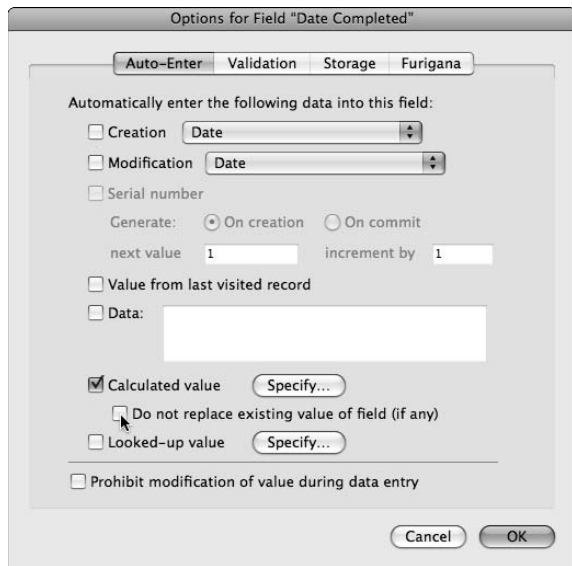 Options for Field "Date Completed"
Auto-Enter Validation Storage Furigana
Automatically enter the following data into this field:
Creation Date
Modification Date
Serial number
Generate: On creation On commit
next value 1 increment by 1
Value from last visited record
Data:
Calculated value Specify...
Do not replace existing value of field (if any)
Looked-up value Specify...
Prohibit modification of value during data entry
Cancel OK